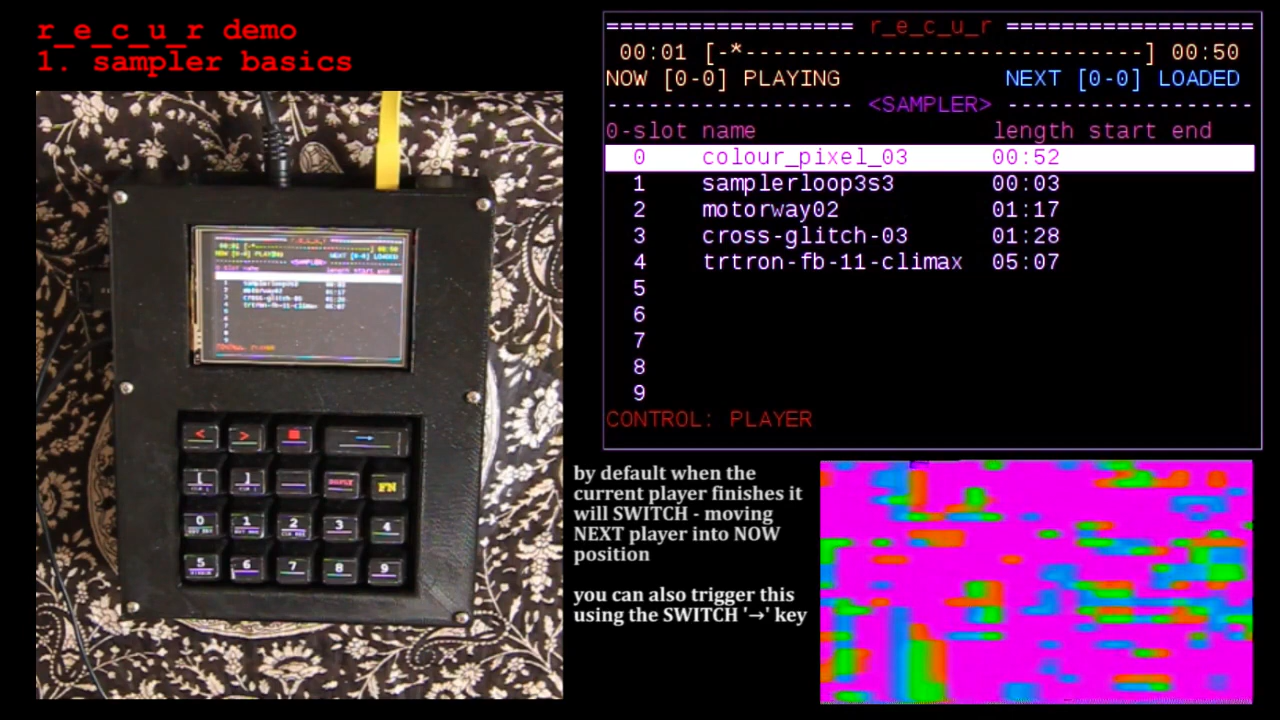 r_e_c_u_r demo
1. sampler basics
=================== r_e_c_u_r ===================
00:01 [-*-------------------------------] 00:50
NOW [0-0] PLAYING NEXT [0-0] LOADED
------------------- <SAMPLER> -------------------
0-slot name length start end
0 colour_pixel_03 00:52
1 samplerloop3s3 00:03
2 motorway02 01:17
3 cross-glitch-03 01:28
4 trtron-fb-11-climax 05:07
5
6
7
8
9
CONTROL: PLAYER
by default when the
current player finishes it
will SWITCH - moving
NEXT player into NOW
position
you can also trigger this
using the SWITCH '→' key
< > ■ →
[ ] FN
0 1 2 3 4
5 6 7 8 9